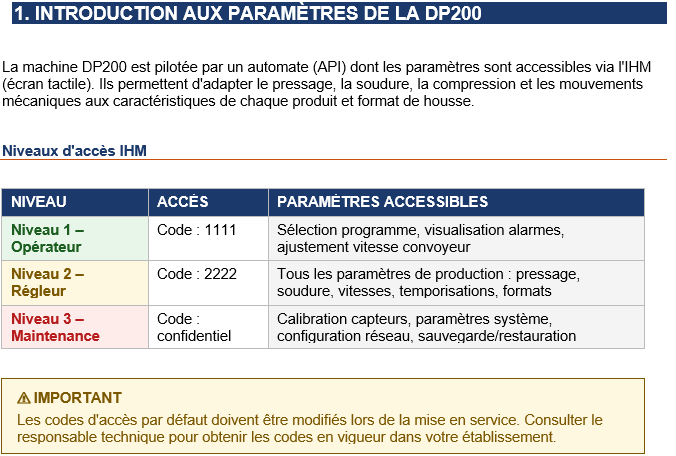 1. INTRODUCTION AUX PARAMÈTRES DE LA DP200
La machine DP200 est pilotée par un automate (API) dont les paramètres sont accessibles via l'IHM
(écran tactile). Ils permettent d'adapter le pressage, la soudure, la compression et les mouvements
mécaniques aux caractéristiques de chaque produit et format de housse.
Niveaux d'accès IHM
NIVEAU ACCÈS PARAMÈTRES ACCESSIBLES
Niveau 1 – Code : 1111 Sélection programme, visualisation alarmes,
Opérateur ajustement vitesse convoyeur
Niveau 2 – Code : 2222 Tous les paramètres de production : pressage,
Régleur soudure, vitesses, temporisations, formats
Niveau 3 – Code : Calibration capteurs, paramètres système,
Maintenance confidentiel configuration réseau, sauvegarde/restauration
⚠ IMPORTANT
Les codes d'accès par défaut doivent être modifiés lors de la mise en service. Consulter le
responsable technique pour obtenir les codes en vigueur dans votre établissement.